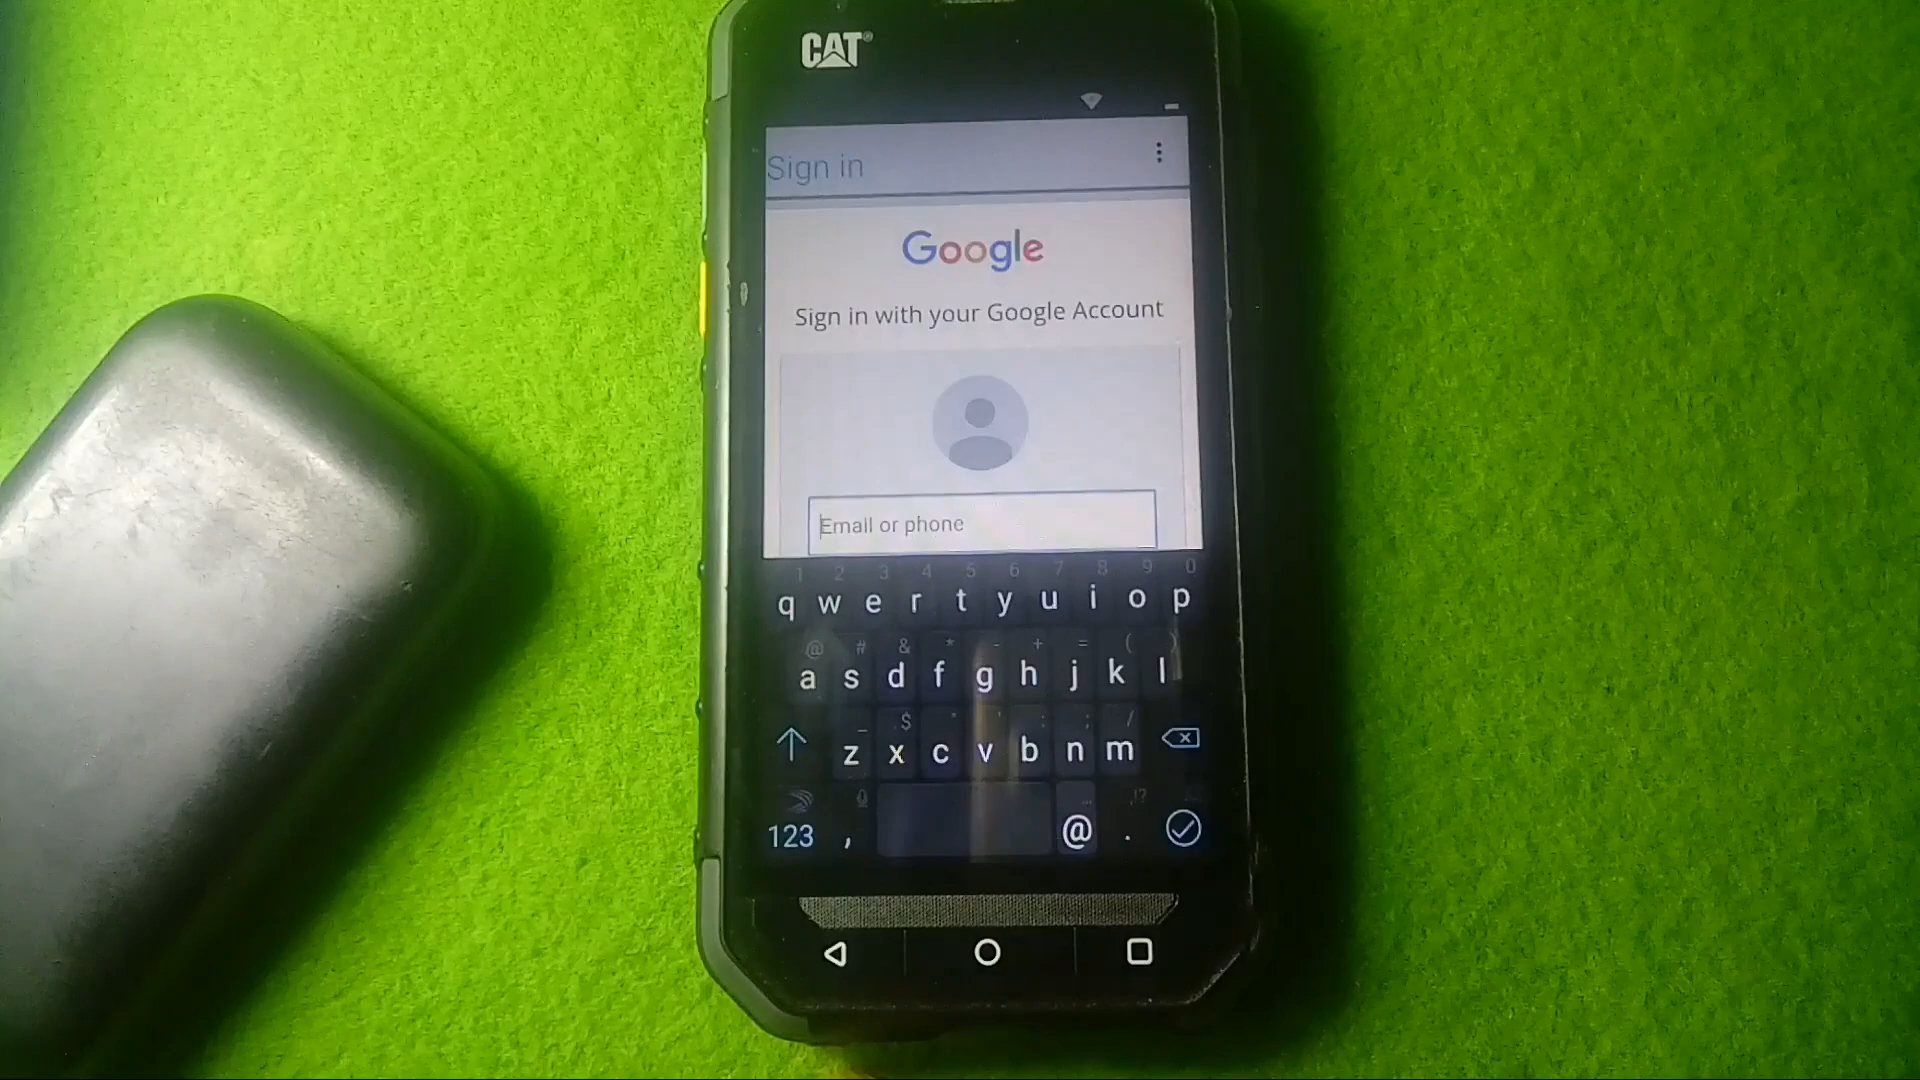 CAT®
Sign in
Google
Sign in with your Google Account
Email or phone
1 2 3 4 5 6 7 8 9 0
q w e r t y u i o p
@ # & * - + = ( )
a s d f g h j k l
_ $ " ' : ; /
z x c v b n m
,!?
123 , @ .